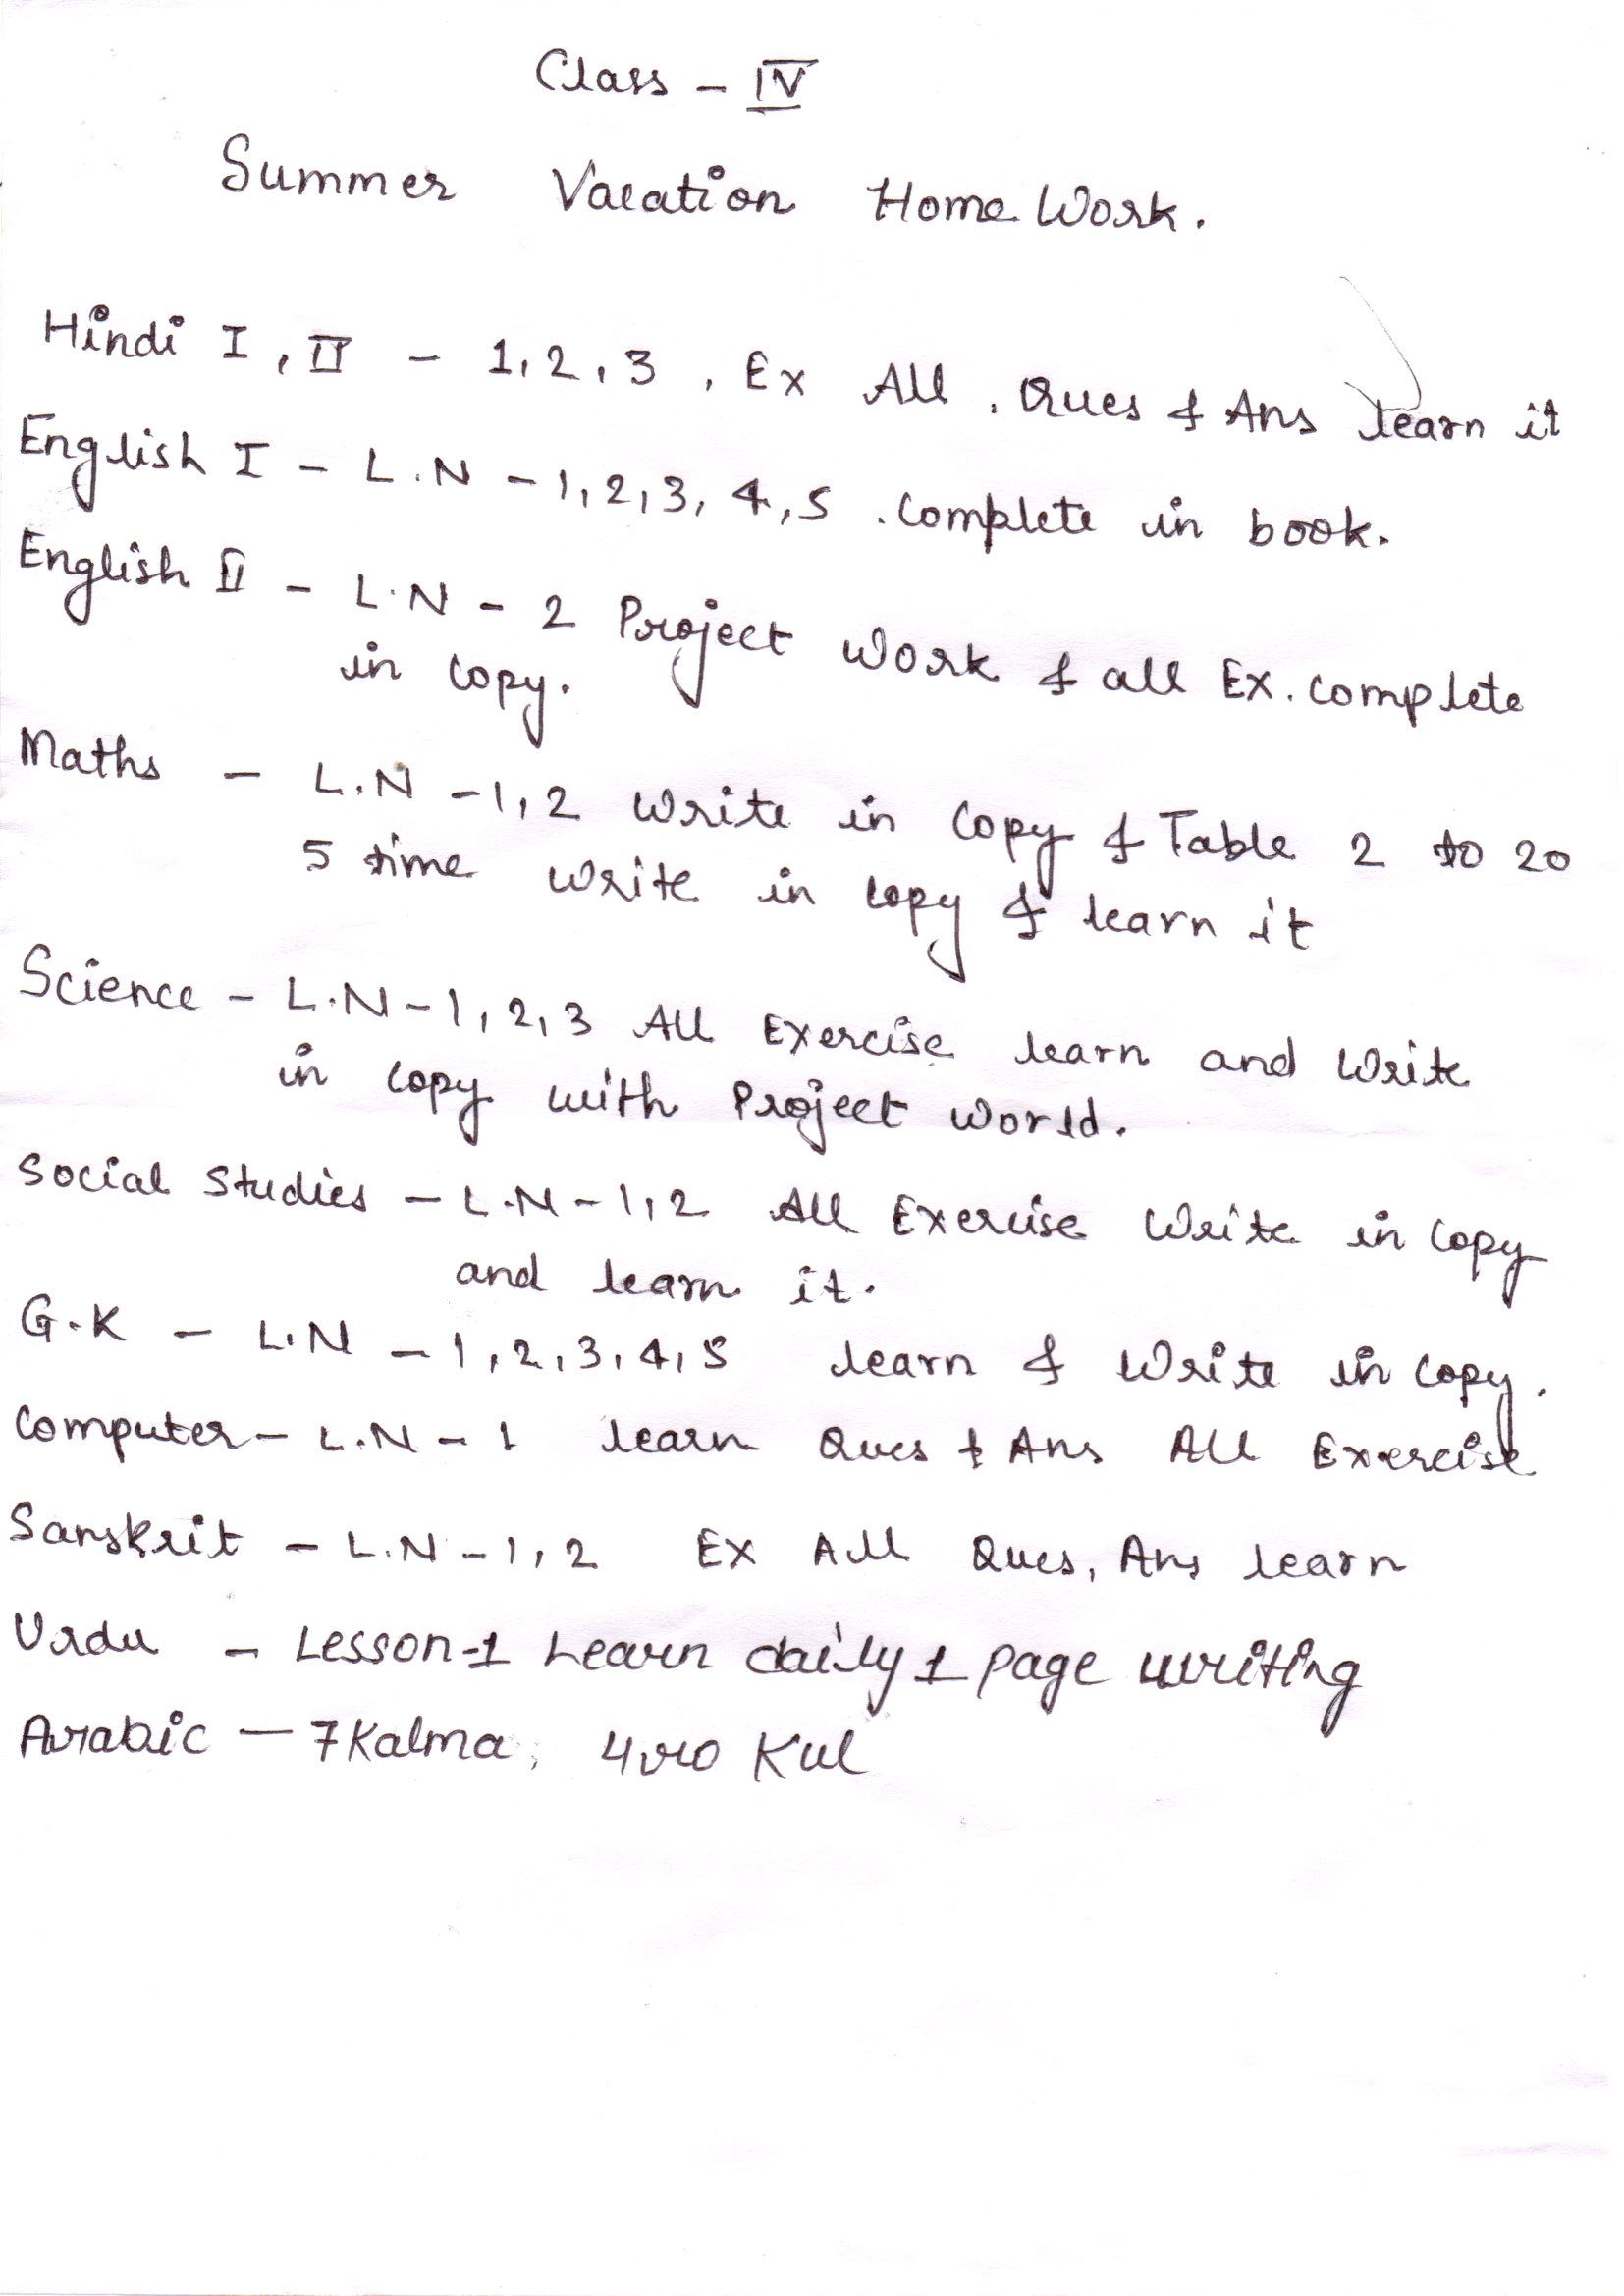 Class - IV
Summer Vacation Home Work.
Hindi I, II - 1, 2, 3, Ex All. Ques & Ans learn it
English I - L.N - 1, 2, 3, 4, 5. complete in book.
English II - L.N - 2 Project work & all Ex. complete
in copy.
Maths - L.N - 1, 2 write in copy & Table 2 to 20
5 time write in copy & learn it
Science - L.N - 1, 2, 3 All Exercise learn and write
in copy with Project world.
Social Studies - L.N - 1, 2 All Exercise write in copy
and learn it.
G.K - L.N - 1, 2, 3, 4, 5 learn & write in copy.
Computer - L.N - 1 learn Ques & Ans All Exercise
Sanskrit - L.N - 1, 2 Ex All Ques, Ans learn
Urdu - Lesson-1 Learn daily 1 page writing
Arabic - 7 Kalma, 4ro Kul